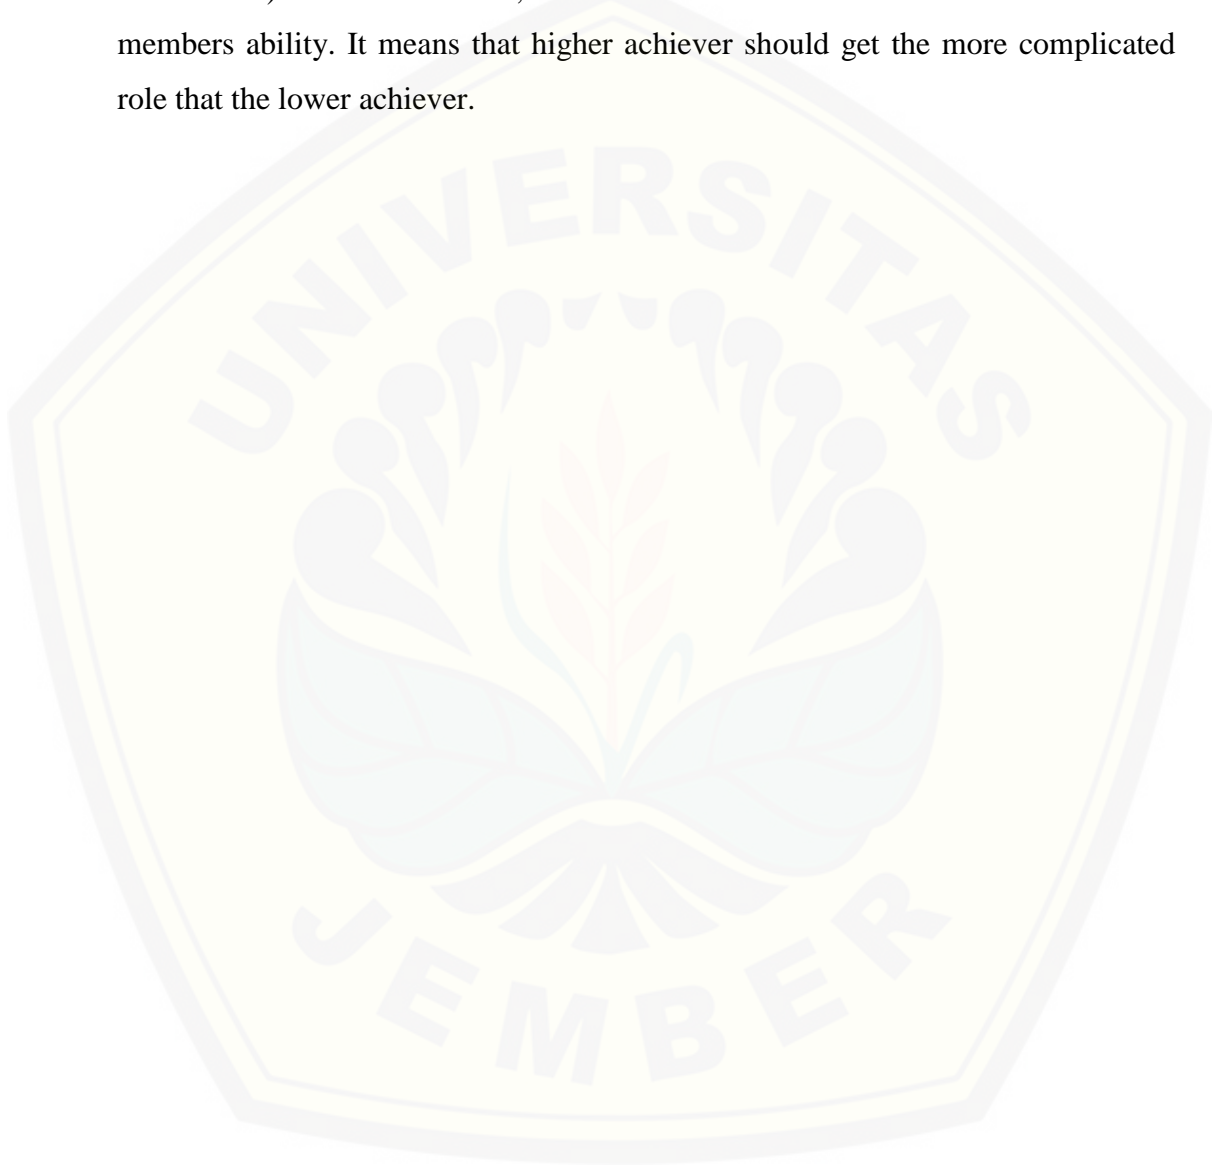 members ability. It means that higher achiever should get the more complicated
role that the lower achiever.
UNIVERSITAS
JEMBER